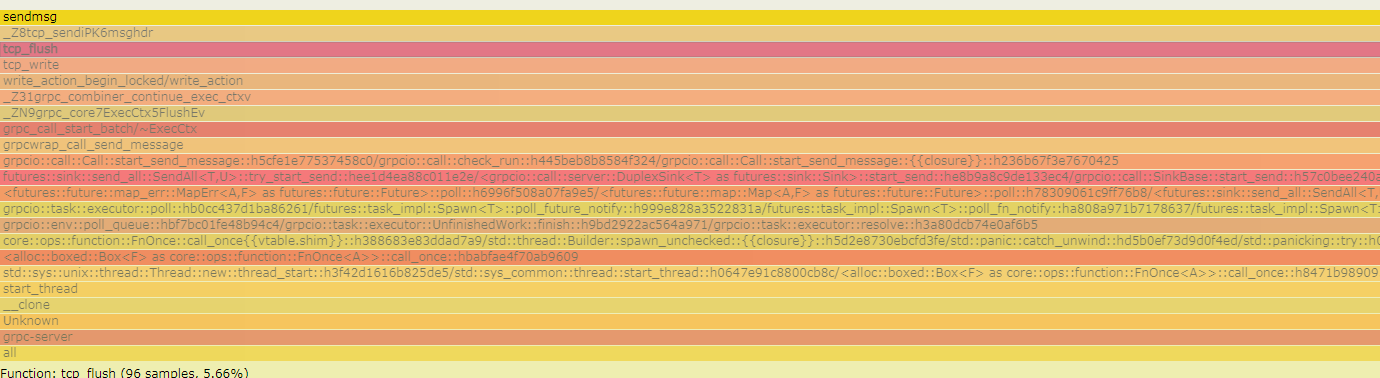 sendmsg
_Z8tcp_sendiPK6msghdr
tcp_flush
tcp_write
write_action_begin_locked/write_action
_Z31grpc_combiner_continue_exec_ctxv
_ZN9grpc_core7ExecCtx5FlushEv
grpc_call_start_batch/~ExecCtx
grpcwrap_call_send_message
grpcio::call::Call::start_send_message::h5cfe1e77537458c0/grpcio::call::check_run::h445beb8b8584f324/grpcio::call::Call::start_send_message::{{closure}}::h236b67f3e7670425
futures::sink::send_all::SendAll<T,U>::try_start_send::hee1d4ea88c011e2e/<grpcio::call::server::DuplexSink<T> as futures::sink::Sink>::start_send::he8b9a8c9de133ec4/grpcio::call::SinkBase::start_send::h57c0bee240a
<futures::future::map_err::MapErr<A,F> as futures::future::Future>::poll::h6996f508a07fa9e5/<futures::future::map::Map<A,F> as futures::future::Future>::poll::h78309061c9ff76b8/<futures::sink::send_all::SendAll<T,
grpcio::task::executor::poll::hb0cc437d1ba86261/futures::task_impl::Spawn<T>::poll_future_notify::h999e828a3522831a/futures::task_impl::Spawn<T>::poll_fn_notify::ha808a971b7178637/futures::task_impl::Spawn<T>
grpcio::env::poll_queue::hbf7bc01fe48b94c4/grpcio::task::executor::UnfinishedWork::finish::h9bd2922ac564a971/grpcio::task::executor::resolve::h3a80dcb74e0af6b5
core::ops::function::FnOnce::call_once{{vtable.shim}}::h388683e83ddad7a9/std::thread::Builder::spawn_unchecked::{{closure}}::h5d2e8730ebcfd3fe/std::panic::catch_unwind::hd5b0ef73d9d0f4ed/std::panicking::try::h0
<alloc::boxed::Box<F> as core::ops::function::FnOnce<A>>::call_once::hbabfae4f70ab9609
std::sys::unix::thread::Thread::new::thread_start::h3f42d1616b825de5/std::sys_common::thread::start_thread::h0647e91c8800cb8c/<alloc::boxed::Box<F> as core::ops::function::FnOnce<A>>::call_once::h8471b98909
start_thread
__clone
Unknown
grpc-server
all
Function: tcp_flush (96 samples, 5.66%)